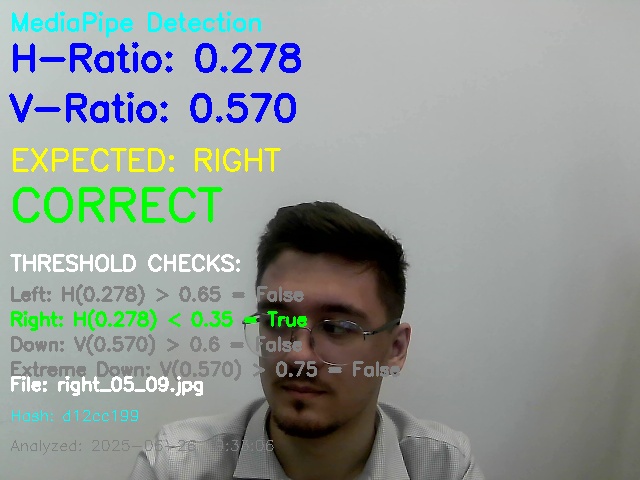 MediaPipe Detection
H-Ratio: 0.278
V-Ratio: 0.570
EXPECTED: RIGHT
CORRECT
THRESHOLD CHECKS:
Left: H(0.278) > 0.65 = False
Right: H(0.278) < 0.35 = True
Down: V(0.570) > 0.6 = False
Extreme Down: V(0.570) > 0.75 = False
File: right_05_09.jpg
Hash: d12cc199
Analyzed: